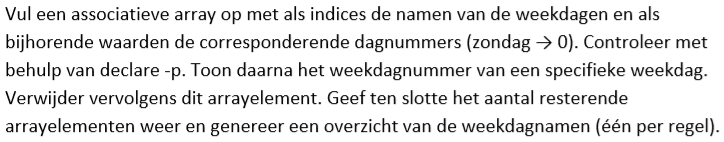 Vul een associatieve array op met als indices de namen van de weekdagen en als
bijhorende waarden de corresponderende dagnummers (zondag → 0). Controleer met
behulp van declare -p. Toon daarna het weekdagnummer van een specifieke weekdag.
Verwijder vervolgens dit arrayelement. Geef ten slotte het aantal resterende
arrayelementen weer en genereer een overzicht van de weekdagnamen (één per regel).